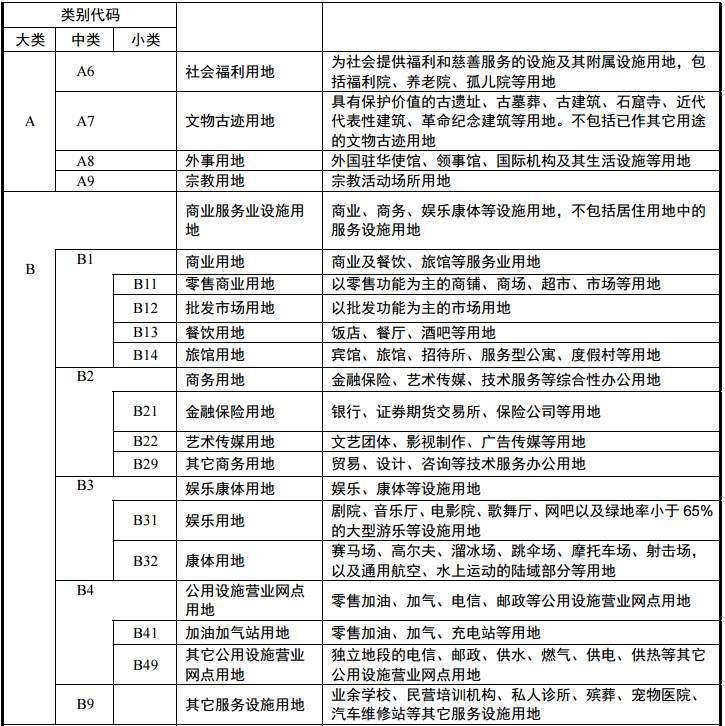 类别代码
大类 中类 小类
A
A6 社会福利用地 为社会提供福利和慈善服务的设施及其附属设施用地，包
括福利院、养老院、孤儿院等用地
A7 文物古迹用地 具有保护价值的古遗址、古墓葬、古建筑、石窟寺、近代
代表性建筑、革命纪念建筑等用地。不包括已作其它用途
的文物古迹用地
A8 外事用地 外国驻华使馆、领事馆、国际机构及其生活设施等用地
A9 宗教用地 宗教活动场所用地
B
商业服务业设施用
地
商业、商务、娱乐康体等设施用地，不包括居住用地中的
服务设施用地
B1 商业用地 商业及餐饮、旅馆等服务业用地
B11 零售商业用地 以零售功能为主的商铺、商场、超市、市场等用地
B12 批发市场用地 以批发功能为主的市场用地
B13 餐饮用地 饭店、餐厅、酒吧等用地
B14 旅馆用地 宾馆、旅馆、招待所、服务型公寓、度假村等用地
B2 商务用地 金融保险、艺术传媒、技术服务等综合性办公用地
B21 金融保险用地 银行、证券期货交易所、保险公司等用地
B22 艺术传媒用地 文艺团体、影视制作、广告传媒等用地
B29 其它商务用地 贸易、设计、咨询等技术服务办公用地
B3 娱乐康体用地 娱乐、康体等设施用地
B31 娱乐用地 剧院、音乐厅、电影院、歌舞厅、网吧以及绿地率小于 65%
的大型游乐等设施用地
B32 康体用地 赛马场、高尔夫、溜冰场、跳伞场、摩托车场、射击场，
以及通用航空、水上运动的陆域部分等用地
B4
公用设施营业网点
用地
零售加油、加气、电信、邮政等公用设施营业网点用地
B41 加油加气站用地 零售加油、加气、充电站等用地
B49
其它公用设施营业
网点用地
独立地段的电信、邮政、供水、燃气、供电、供热等其它
公用设施营业网点用地
B9 其它服务设施用地 业余学校、民营培训机构、私人诊所、殡葬、宠物医院、
汽车维修站等其它服务设施用地